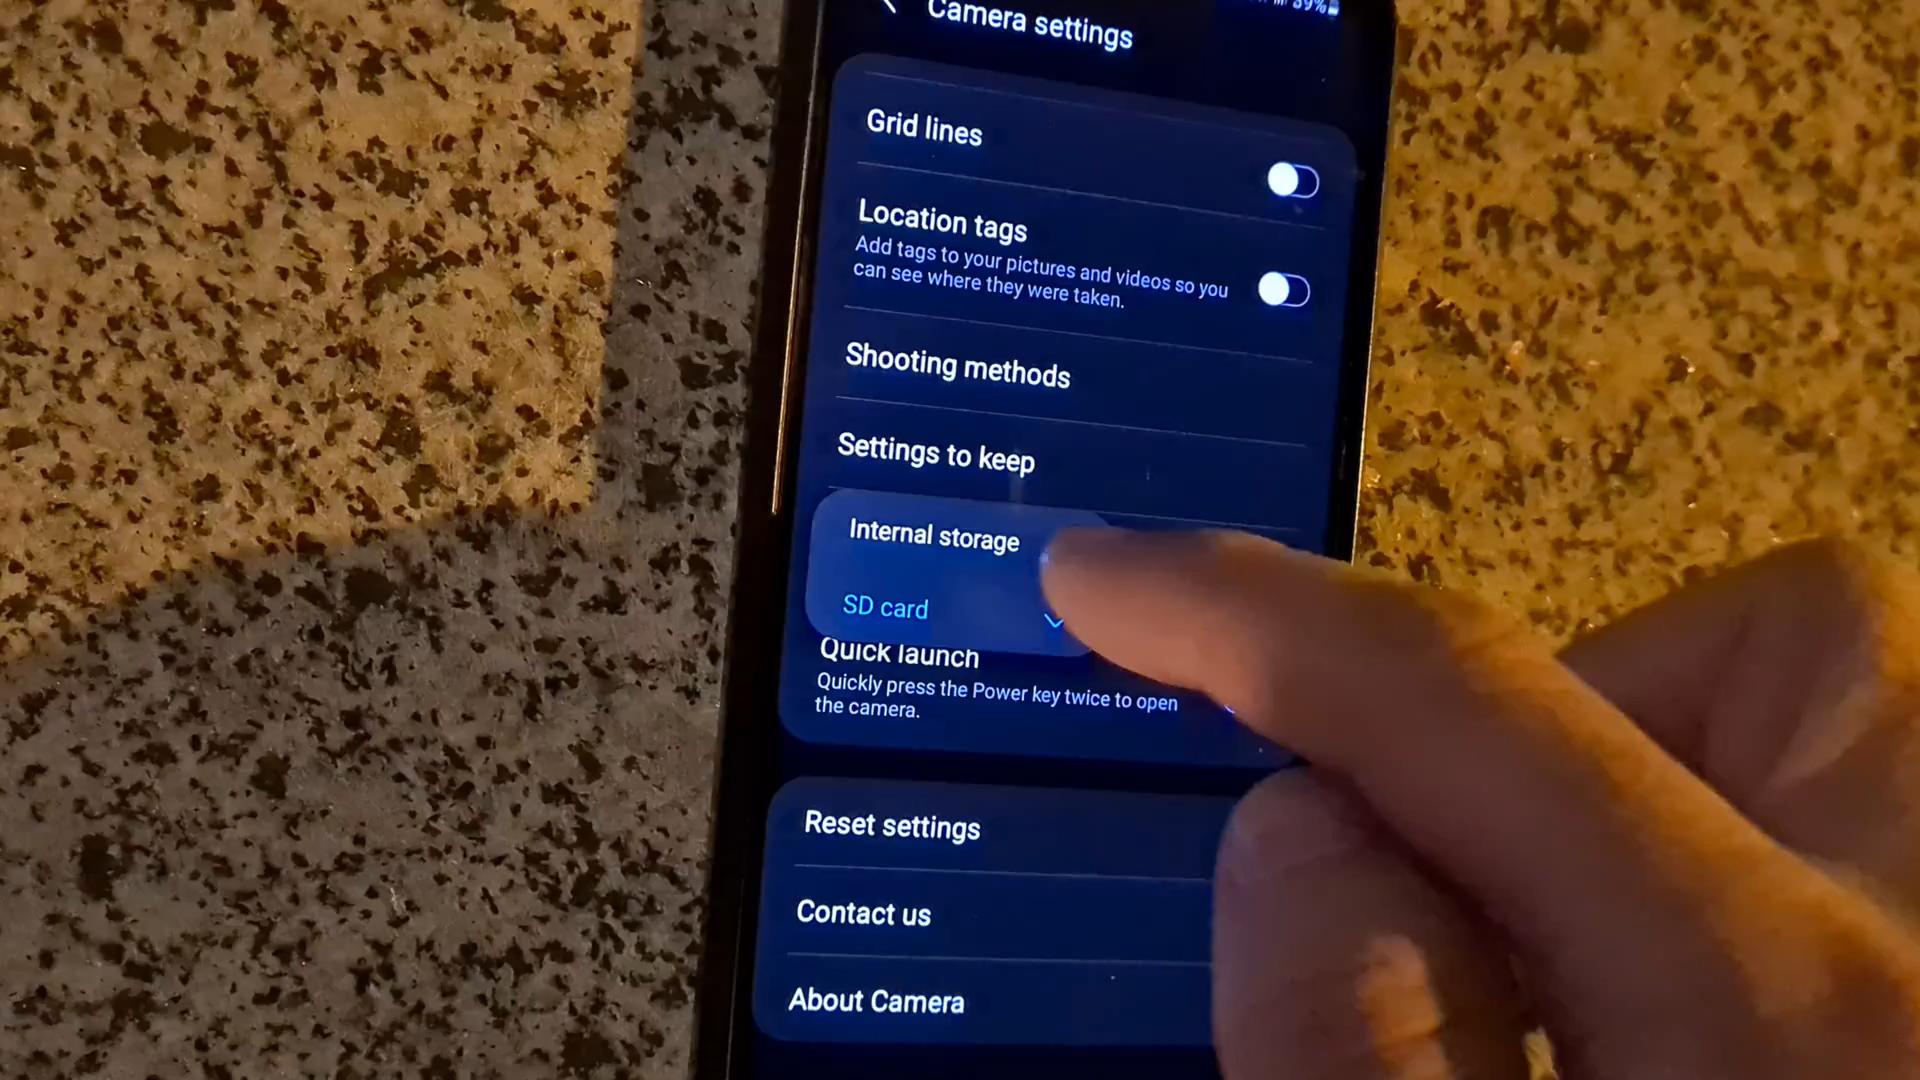 39%
Camera settings
Grid lines
Location tags
Add tags to your pictures and videos so you
can see where they were taken.
Shooting methods
Settings to keep
Internal storage
SD card
Quick launch
Quickly press the Power key twice to open
the camera.
Reset settings
Contact us
About Camera